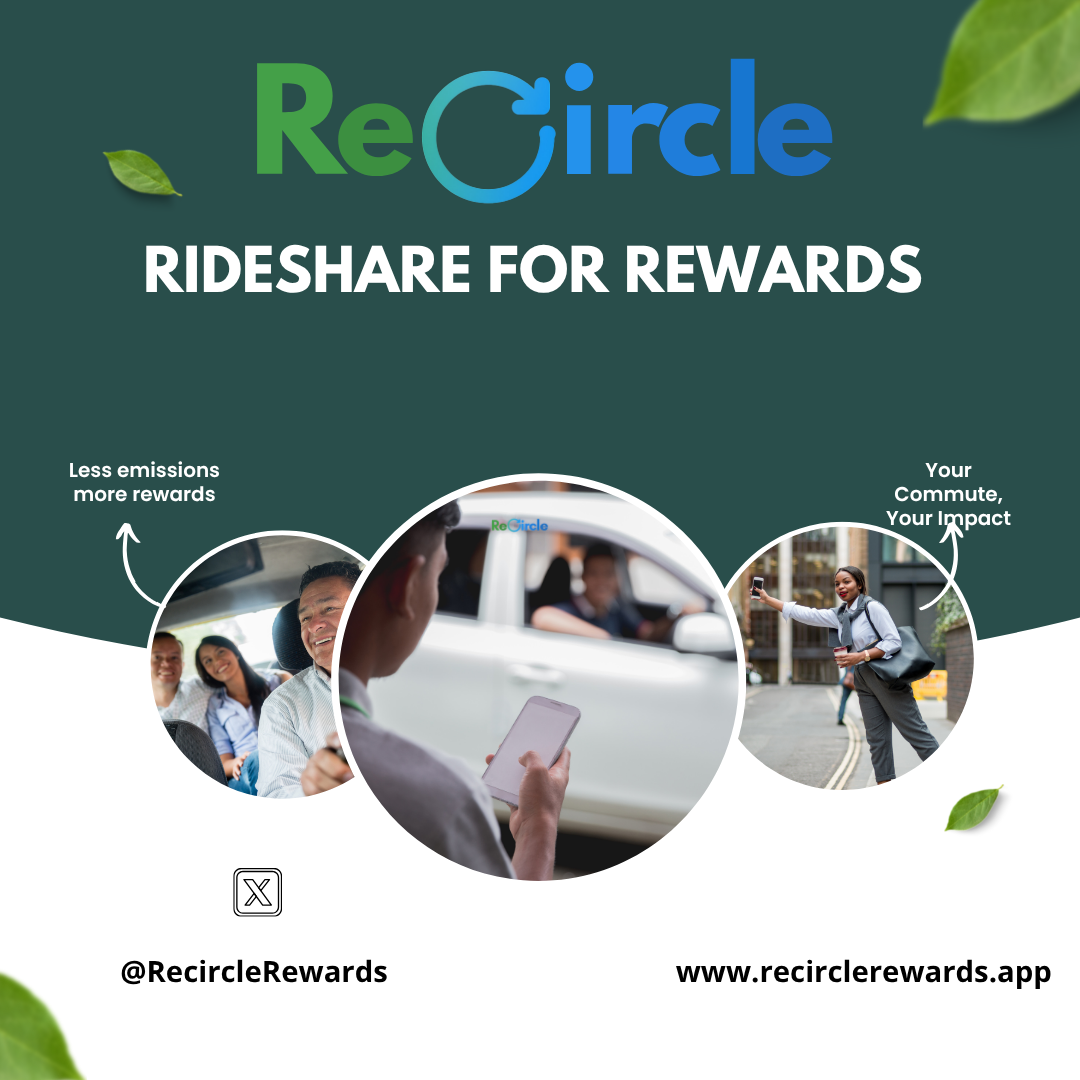 ReCircle
RIDESHARE FOR REWARDS
Less emissions
more rewards
Your
Commute,
Your Impact
ReCircle
X
@RecircleRewards
www.recirclerewards.app